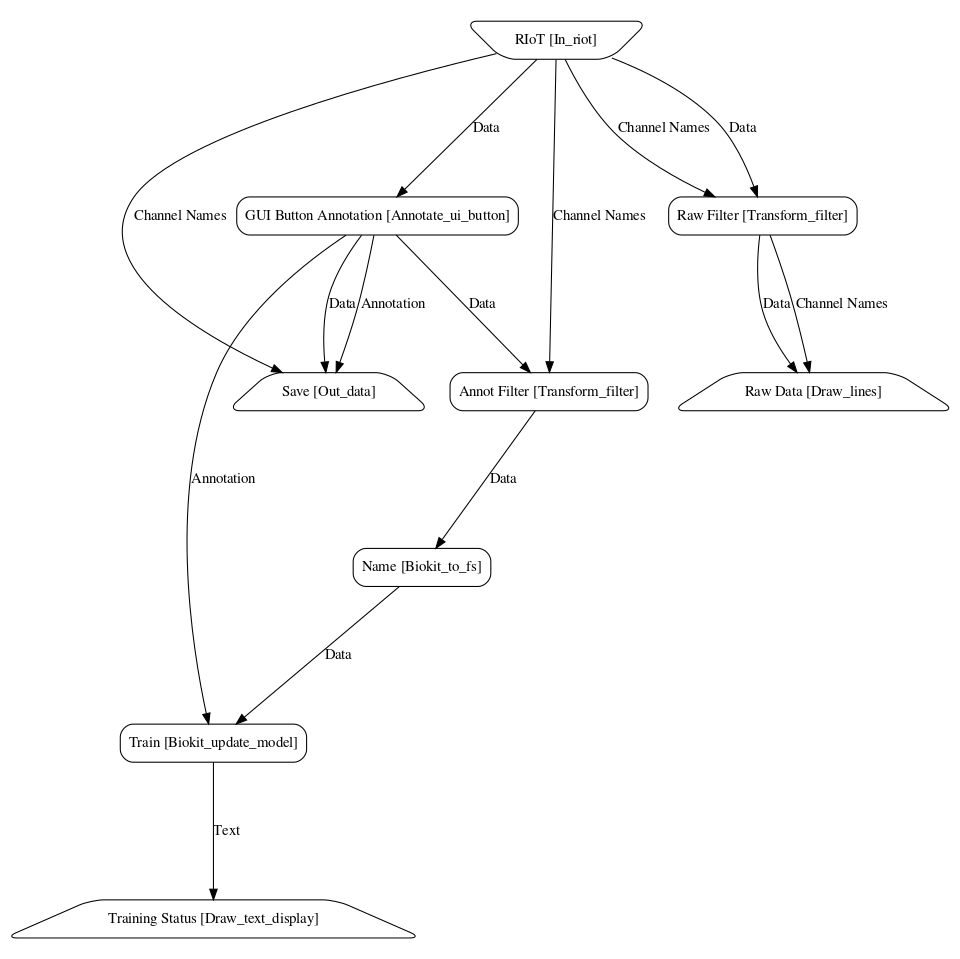 RIoT [In_riot]
Data
Channel Names
Data
Channel Names
GUI Button Annotation [Annotate_ui_button]
Channel Names
Raw Filter [Transform_filter]
Data
Annotation
Data
Data
Channel Names
Save [Out_data]
Annot Filter [Transform_filter]
Raw Data [Draw_lines]
Annotation
Data
Name [Biokit_to_fs]
Data
Train [Biokit_update_model]
Text
Training Status [Draw_text_display]